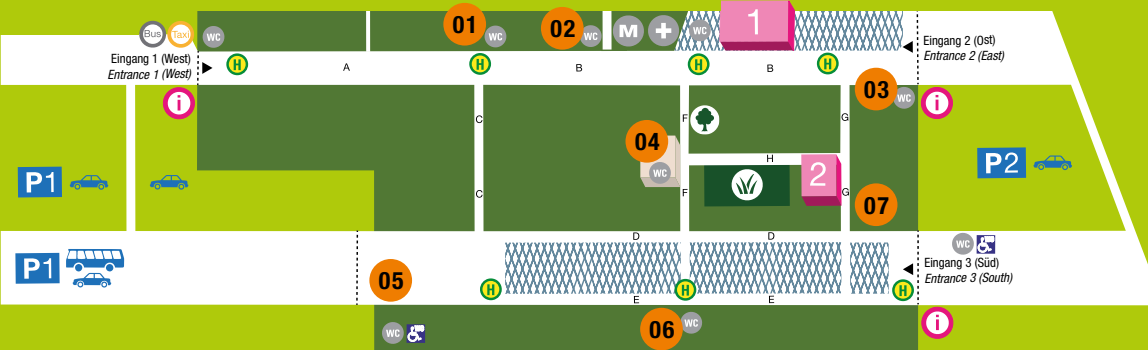 01
02
1
Bus
Taxi
WC
WC
WC
M
WC
Eingang 1 (West)
Entrance 1 (West)
H
A
H
B
H
B
H
Eingang 2 (Ost)
Entrance 2 (East)
i
03
WC
i
C
F
G
04
H
WC
P1
2
P2
C
F
G
07
D
D
WC
P1
05
Eingang 3 (Süd)
Entrance 3 (South)
H
H
H
E
E
WC
06
WC
i